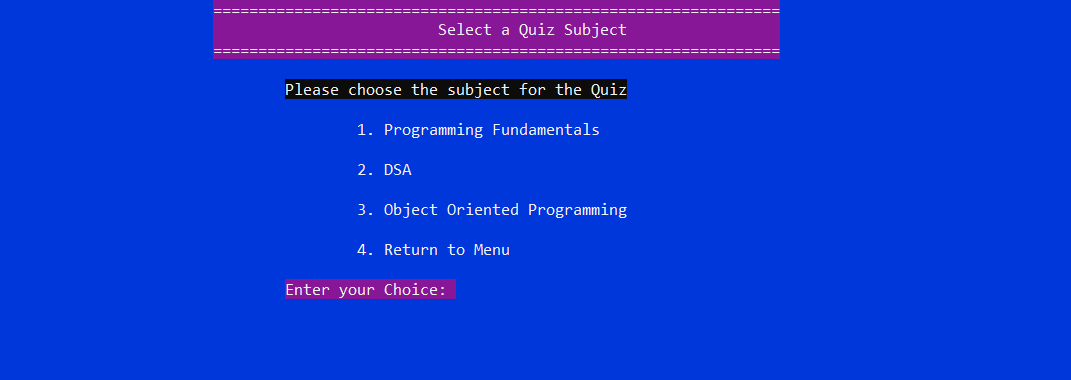 ===============================================================
Select a Quiz Subject
===============================================================
Please choose the subject for the Quiz
1. Programming Fundamentals
2. DSA
3. Object Oriented Programming
4. Return to Menu
Enter your Choice: